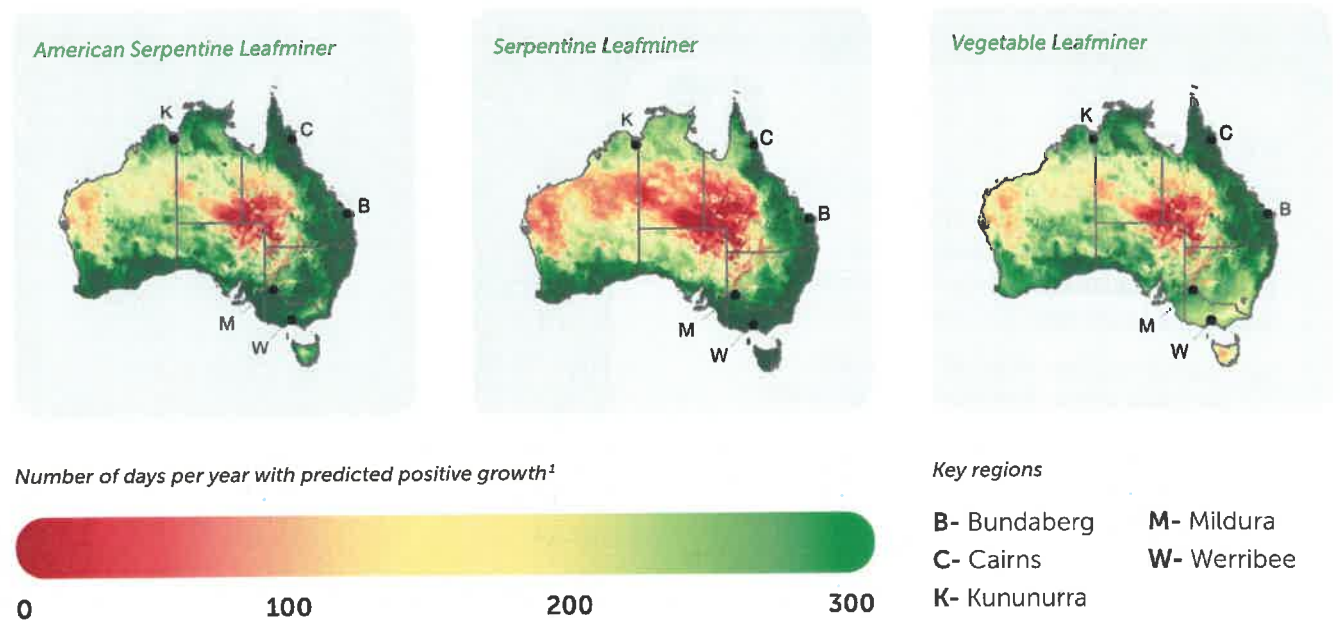 American Serpentine Leafminer
K
C
B
M
W
Serpentine Leafminer
K
C
B
M
W
Vegetable Leafminer
K
C
B
M
W
Number of days per year with predicted positive growth¹
0 100 200 300
Key regions
B- Bundaberg
C- Cairns
K- Kununurra
M- Mildura
W- Werribee